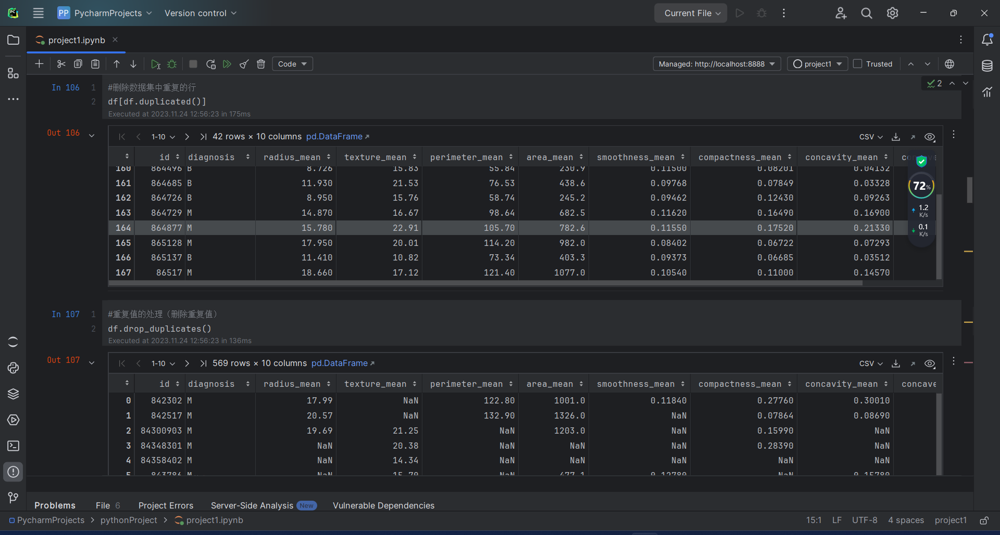 PP PycharmProjects Version control Current File
project1.ipynb
Code Managed: http://localhost:8888 project1 Trusted
In 106 1 #删除数据集中重复的行
2 df[df.duplicated()]
Executed at 2023.11.24 12:56:23 in 175ms
2
Out 106 1-10 42 rows × 10 columns pd.DataFrame CSV
id diagnosis radius_mean texture_mean perimeter_mean area_mean smoothness_mean compactness_mean concavity_mean
160 864496 B 8.726 15.83 55.84 230.9 0.11500 0.08201 0.04132
161 864685 B 11.930 21.53 76.53 438.6 0.09768 0.07849 0.03328
162 864726 B 8.950 15.76 58.74 245.2 0.09462 0.12430 0.09263
163 864729 M 14.870 16.67 98.64 682.5 0.11620 0.16490 0.16900
164 864877 M 15.780 22.91 105.70 782.6 0.11550 0.17520 0.21330
165 865128 M 17.950 20.01 114.20 982.0 0.08402 0.06722 0.07293
166 865137 B 11.410 10.82 73.34 403.3 0.09373 0.06685 0.03512
167 86517 M 18.660 17.12 121.40 1077.0 0.10540 0.11000 0.14570
72%
1.2
K/s
0.1
K/s
In 107 1 #重复值的处理（删除重复值）
2 df.drop_duplicates()
Executed at 2023.11.24 12:56:23 in 136ms
Out 107 1-10 569 rows × 10 columns pd.DataFrame CSV
id diagnosis radius_mean texture_mean perimeter_mean area_mean smoothness_mean compactness_mean concavity_mean concave
0 842302 M 17.99 NaN 122.80 1001.0 0.11840 0.27760 0.30010
1 842517 M 20.57 NaN 132.90 1326.0 NaN 0.07864 0.08690
2 84300903 M 19.69 21.25 NaN 1203.0 NaN 0.15990 NaN
3 84348301 M NaN 20.38 NaN NaN NaN 0.28390 NaN
4 84358402 M NaN 14.34 NaN NaN NaN NaN NaN
5 843786 M NaN 15.70 NaN 477.1 0.12780 NaN 0.15780
Problems File 6 Project Errors Server-Side Analysis New Vulnerable Dependencies
PycharmProjects > pythonProject > project1.ipynb 15:1 LF UTF-8 4 spaces project1